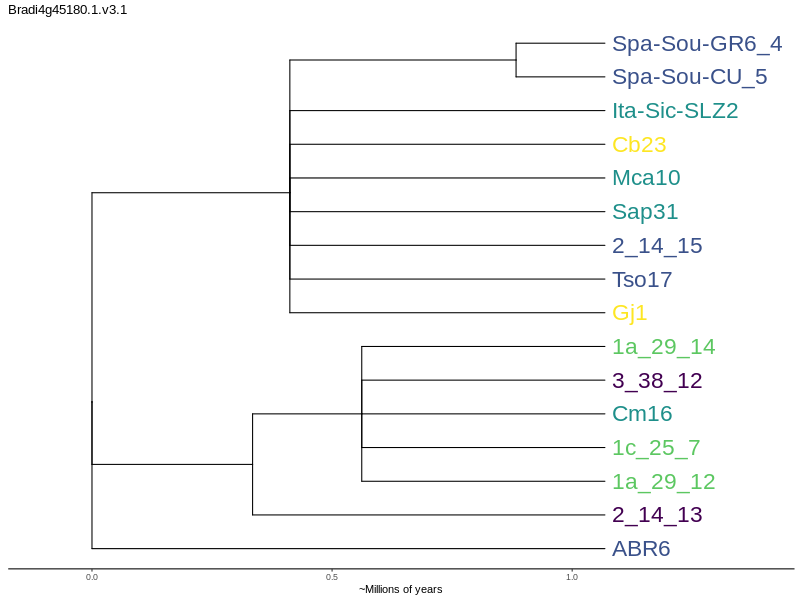 Bradi4g45180.1.v3.1
Spa-Sou-GR6_4
Spa-Sou-CU_5
Ita-Sic-SLZ2
Cb23
Mca10
Sap31
2_14_15
Tso17
Gj1
1a_29_14
3_38_12
Cm16
1c_25_7
1a_29_12
2_14_13
ABR6
0.0 0.5 1.0
~Millions of years